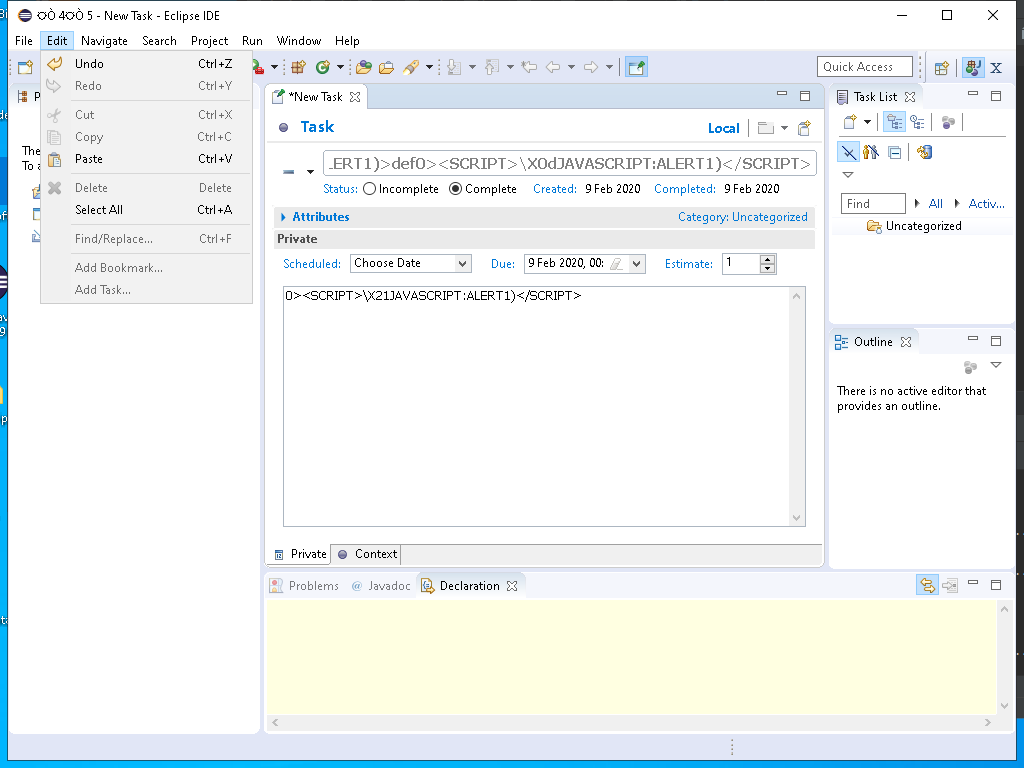 New Task - Eclipse IDE
File Edit Navigate Search Project Run Window Help
Undo Ctrl+Z
Redo Ctrl+Y
Cut Ctrl+X
Copy Ctrl+C
Paste Ctrl+V
Delete Delete
Select All Ctrl+A
Find/Replace... Ctrl+F
Add Bookmark...
Add Task...
Quick Access
P
The
To a
*New Task
Task
Local
.ERT1)>def0><SCRIPT>\X0dJAVASCRIPT:ALERT1)</SCRIPT>
Status: Incomplete Complete Created: 9 Feb 2020 Completed: 9 Feb 2020
Attributes Category: Uncategorized
Private
Scheduled: Choose Date Due: 9 Feb 2020, 00: Estimate: 1
0><SCRIPT>\X21JAVASCRIPT:ALERT1)</SCRIPT>
Private Context
Task List
Find All Activ...
Uncategorized
Outline
There is no active editor that
provides an outline.
Problems @ Javadoc Declaration